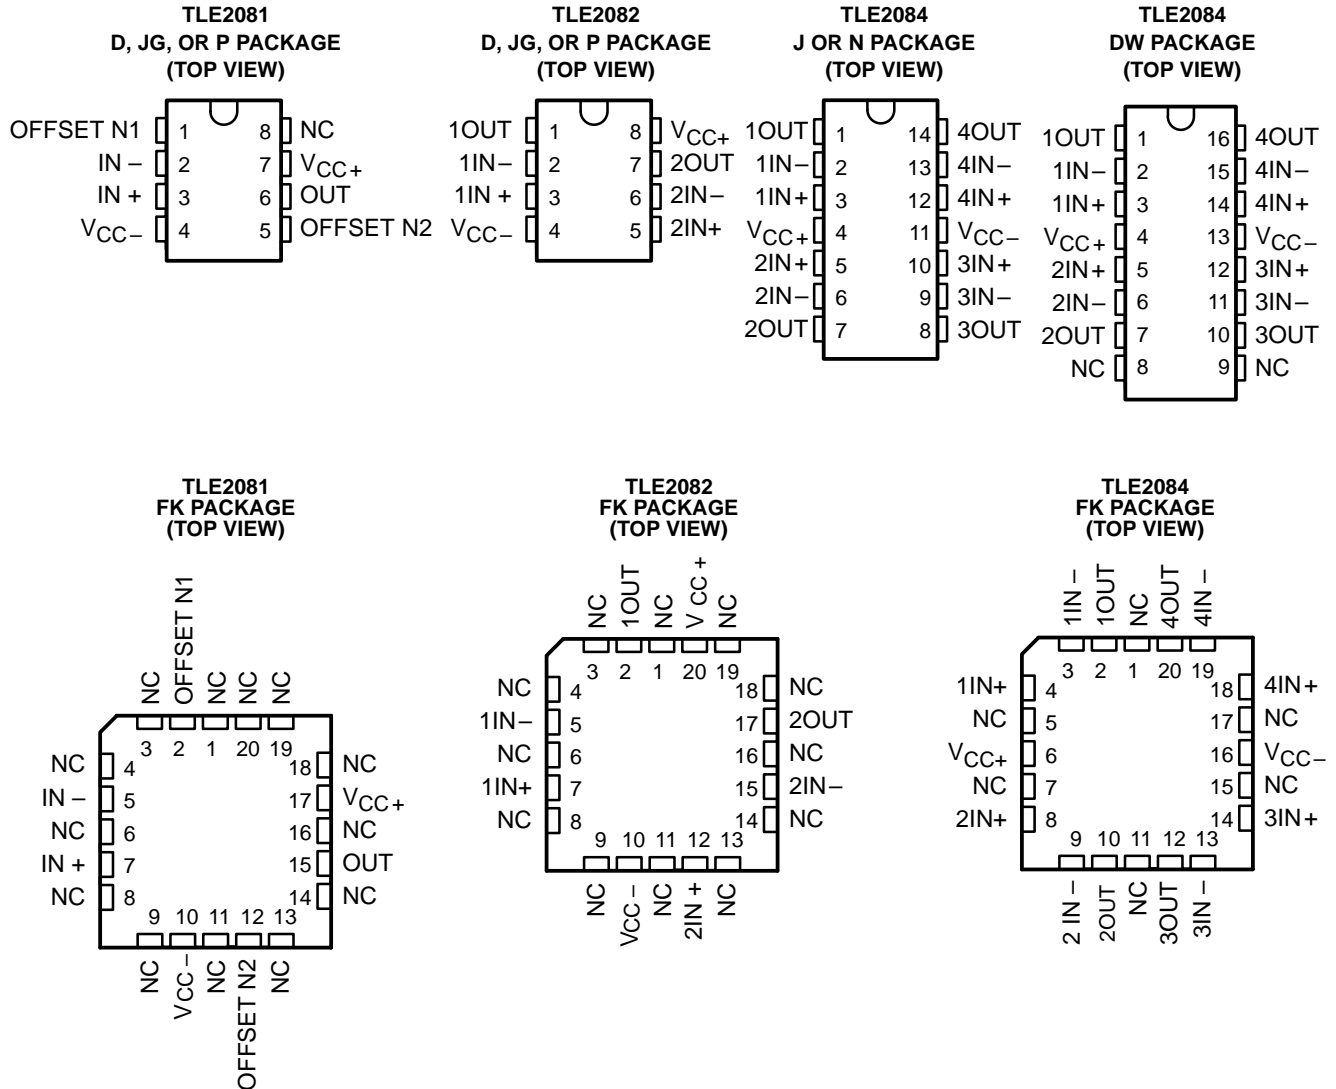 TLE2081
D, JG, OR P PACKAGE
(TOP VIEW)
OFFSET N1 1 8 NC
IN − 2 7 VCC+
IN + 3 6 OUT
VCC− 4 5 OFFSET N2
TLE2082
D, JG, OR P PACKAGE
(TOP VIEW)
1OUT 1 8 VCC+
1IN− 2 7 2OUT
1IN + 3 6 2IN−
VCC− 4 5 2IN+
TLE2084
J OR N PACKAGE
(TOP VIEW)
1OUT 1 14 4OUT
1IN− 2 13 4IN−
1IN+ 3 12 4IN+
VCC+ 4 11 VCC−
2IN+ 5 10 3IN+
2IN− 6 9 3IN−
2OUT 7 8 3OUT
TLE2084
DW PACKAGE
(TOP VIEW)
1OUT 1 16 4OUT
1IN− 2 15 4IN−
1IN+ 3 14 4IN+
VCC+ 4 13 VCC−
2IN+ 5 12 3IN+
2IN− 6 11 3IN−
2OUT 7 10 3OUT
NC 8 9 NC
TLE2081
FK PACKAGE
(TOP VIEW)
NC OFFSET N1 NC NC NC
3 2 1 20 19
NC 4 18 NC
IN − 5 17 VCC+
NC 6 16 NC
IN + 7 15 OUT
NC 8 14 NC
9 10 11 12 13
NC VCC− NC OFFSET N2 NC
TLE2082
FK PACKAGE
(TOP VIEW)
NC 1OUT NC VCC + NC
3 2 1 20 19
NC 4 18 NC
1IN− 5 17 2OUT
NC 6 16 NC
1IN+ 7 15 2IN−
NC 8 14 NC
9 10 11 12 13
NC VCC− NC 2IN + NC
TLE2084
FK PACKAGE
(TOP VIEW)
1IN − 1OUT NC 4OUT 4IN −
3 2 1 20 19
1IN+ 4 18 4IN+
NC 5 17 NC
VCC+ 6 16 VCC−
NC 7 15 NC
2IN+ 8 14 3IN+
9 10 11 12 13
2 IN − 2OUT NC 3OUT 3IN −